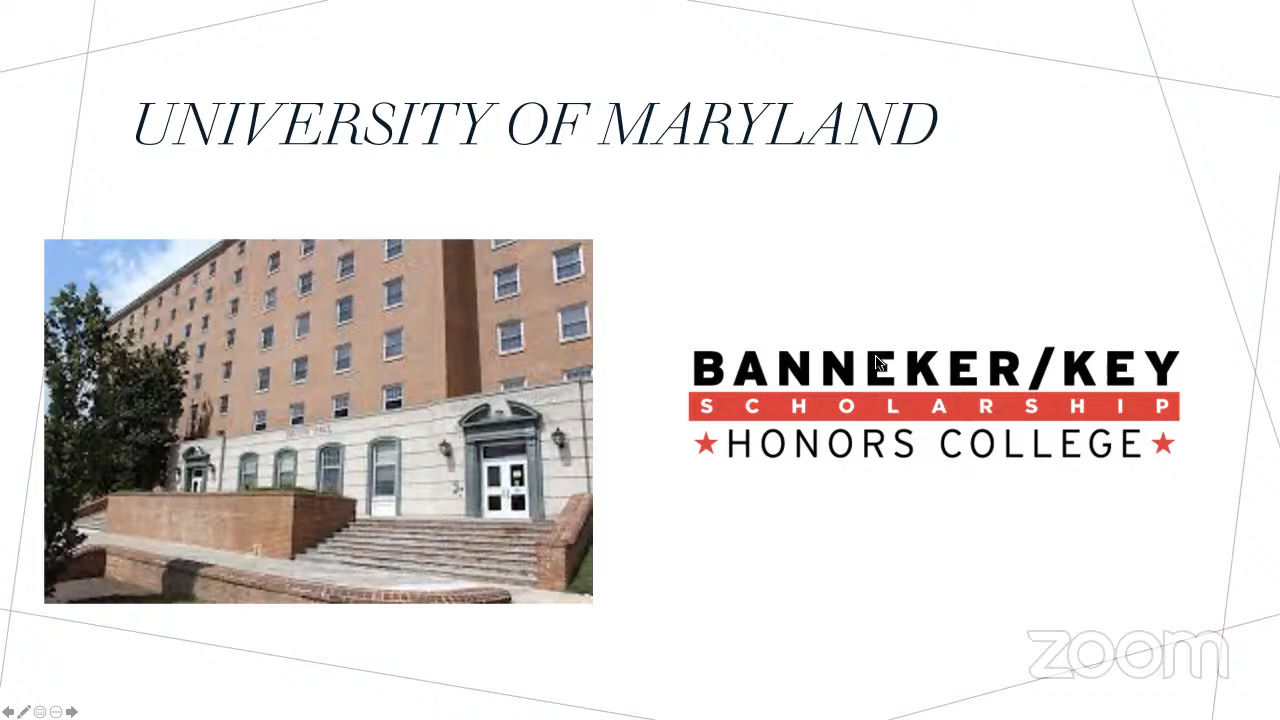 UNIVERSITY OF MARYLAND
BANNEKER/KEY
SCHOLARSHIP
HONORS COLLEGE
zoom